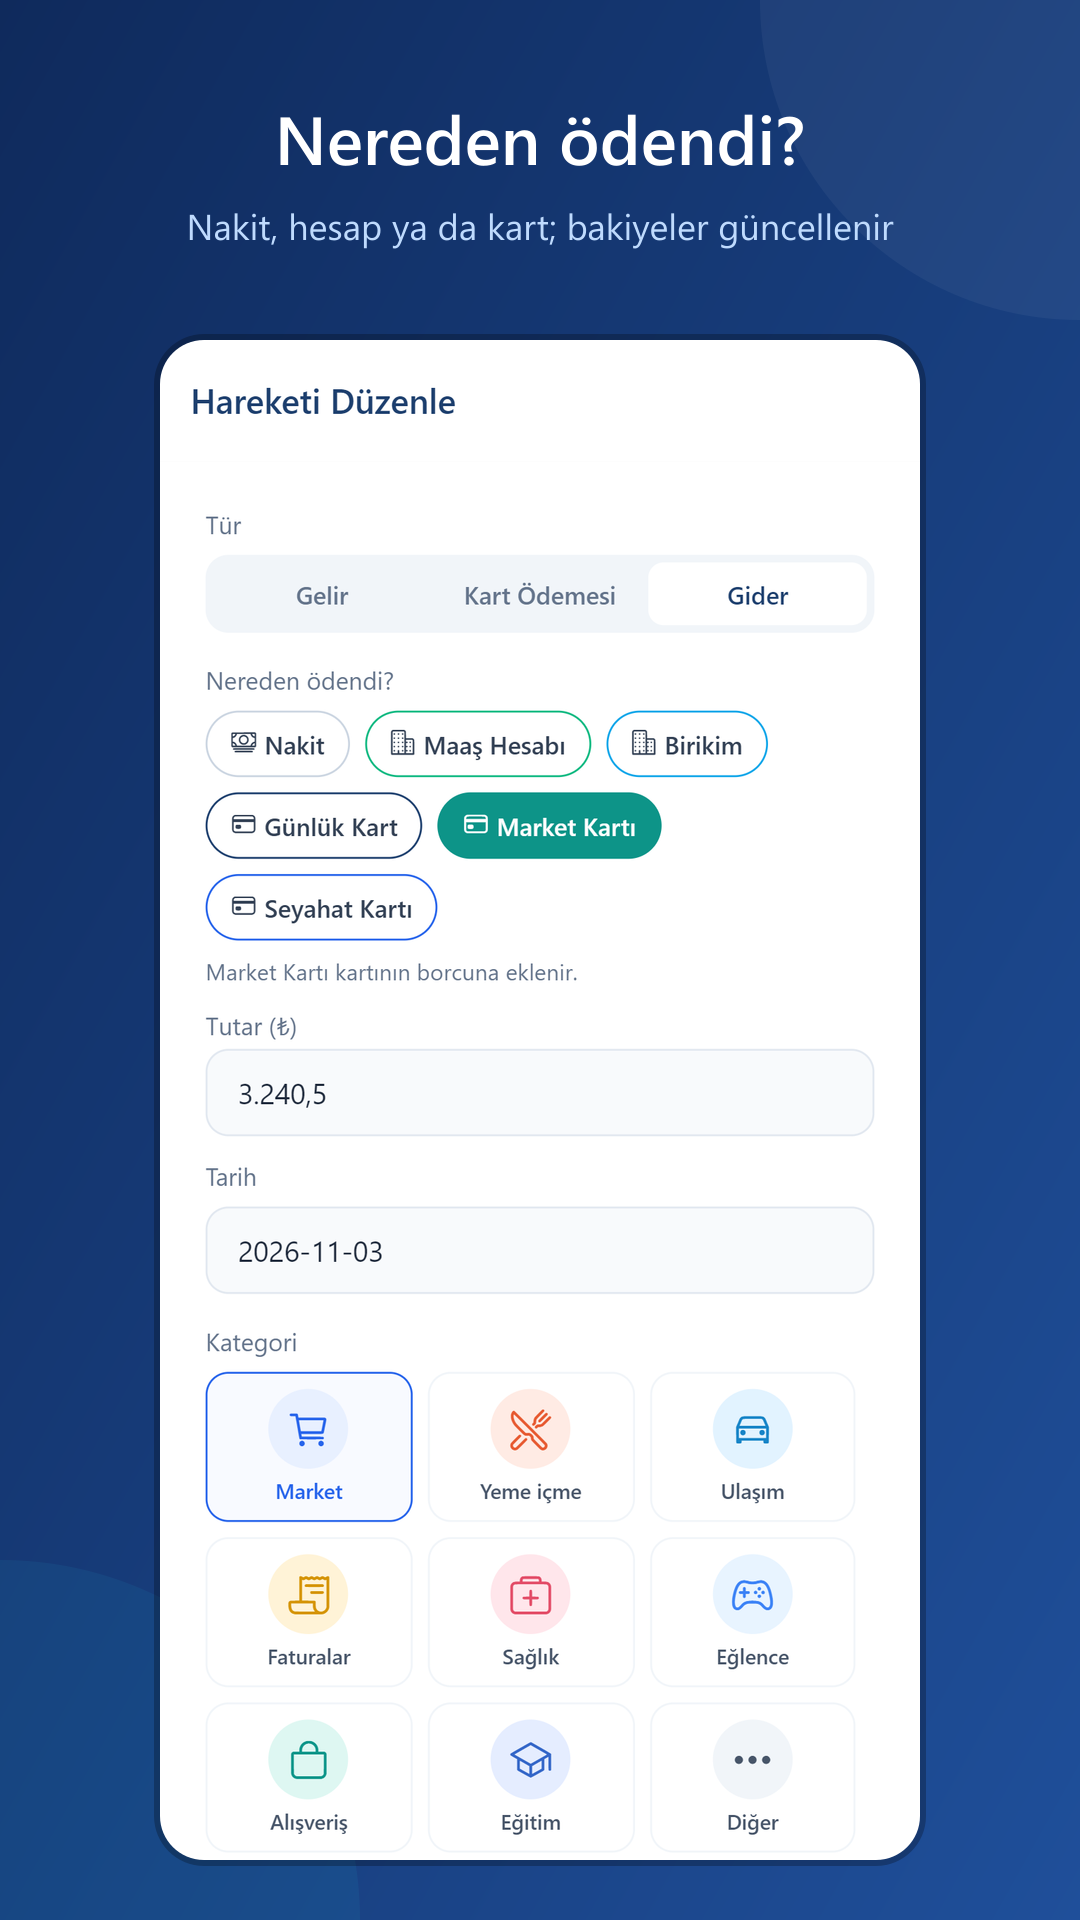 Nereden ödendi?
Nakit, hesap ya da kart; bakiyeler güncellenir
Hareketi Düzenle
Tür
Gelir Kart Ödemesi Gider
Nereden ödendi?
Nakit Maaş Hesabı Birikim
Günlük Kart Market Kartı
Seyahat Kartı
Market Kartı kartının borcuna eklenir.
Tutar (₺)
3.240,5
Tarih
2026-11-03
Kategori
Market Yeme içme Ulaşım
Faturalar Sağlık Eğlence
Alışveriş Eğitim Diğer